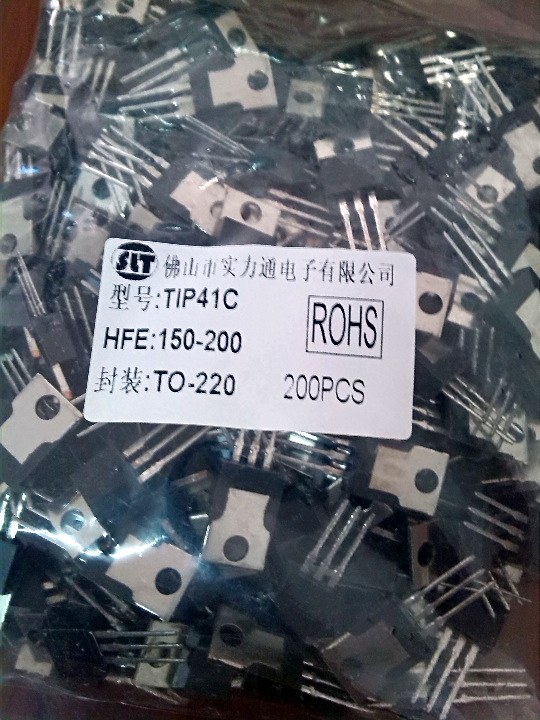 SLT 佛山市实力通电子有限公司
型号:TIP41C
HFE:150-200
ROHS
封装:TO-220
200PCS